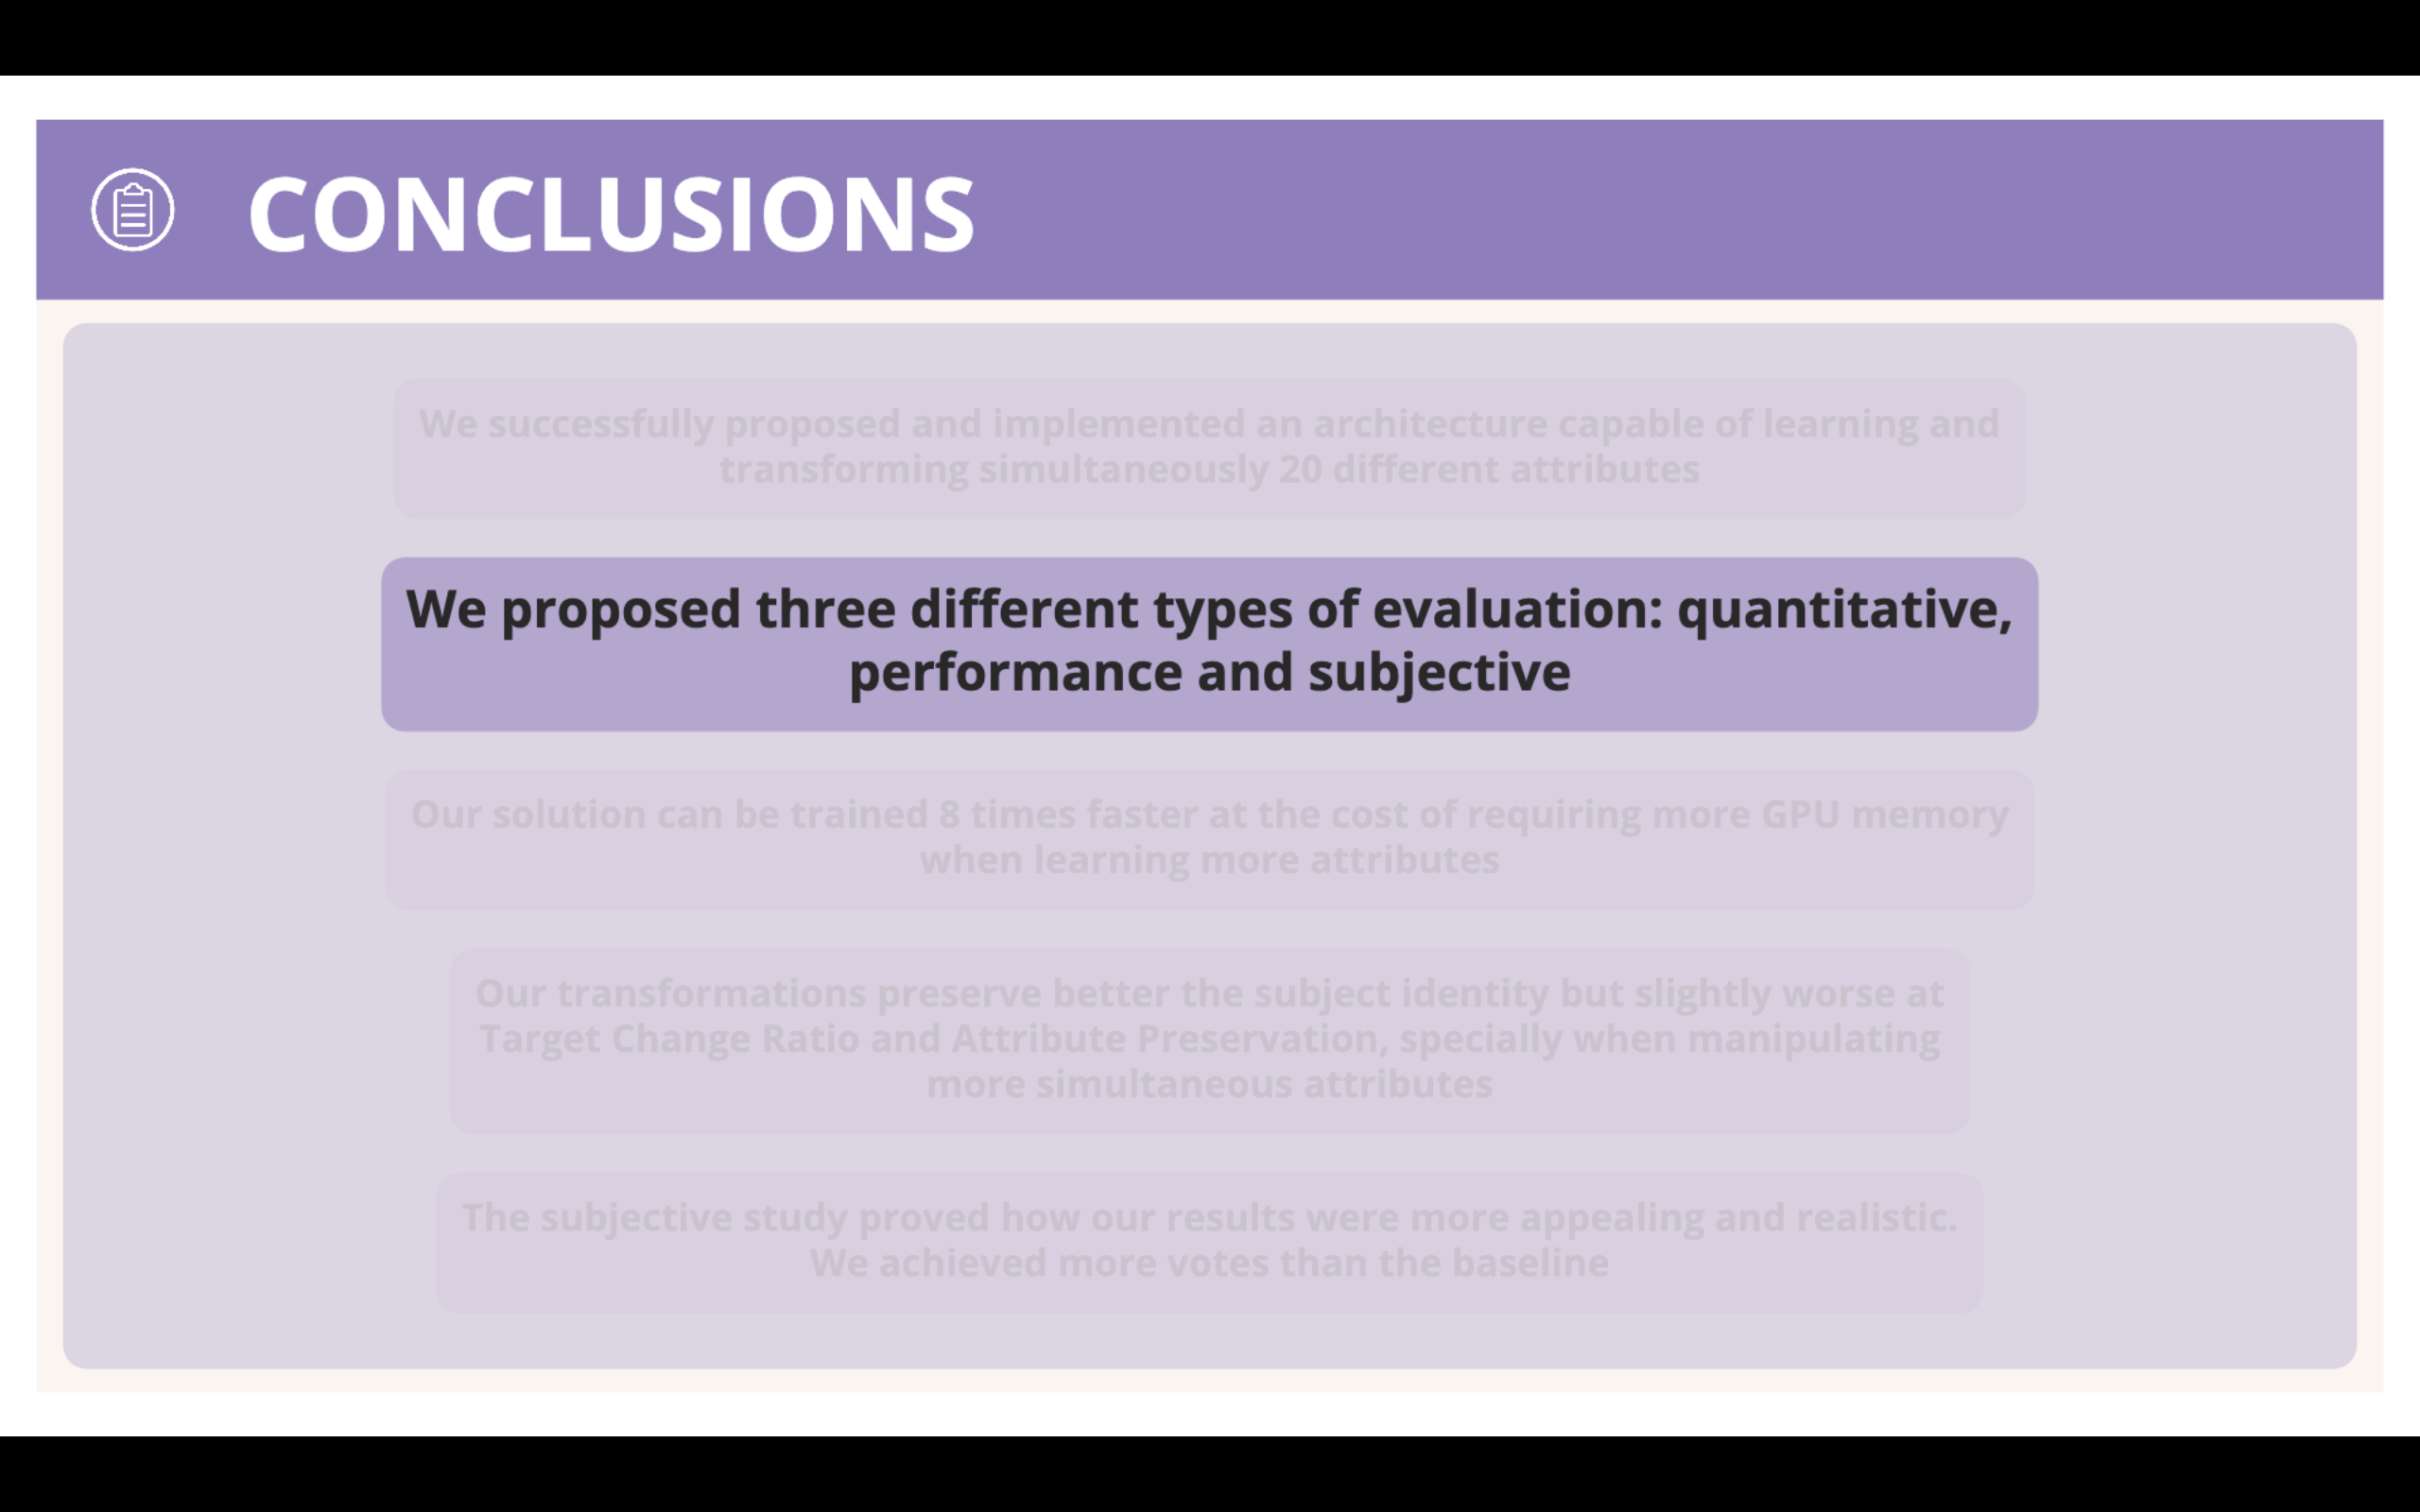 CONCLUSIONS
We successfully proposed and implemented an architecture capable of learning and
transforming simultaneously 20 different attributes
We proposed three different types of evaluation: quantitative,
performance and subjective
Our solution can be trained 8 times faster at the cost of requiring more GPU memory
when learning more attributes
Our transformations preserve better the subject identity but slightly worse at
Target Change Ratio and Attribute Preservation, specially when manipulating
more simultaneous attributes
The subjective study proved how our results were more appealing and realistic.
We achieved more votes than the baseline